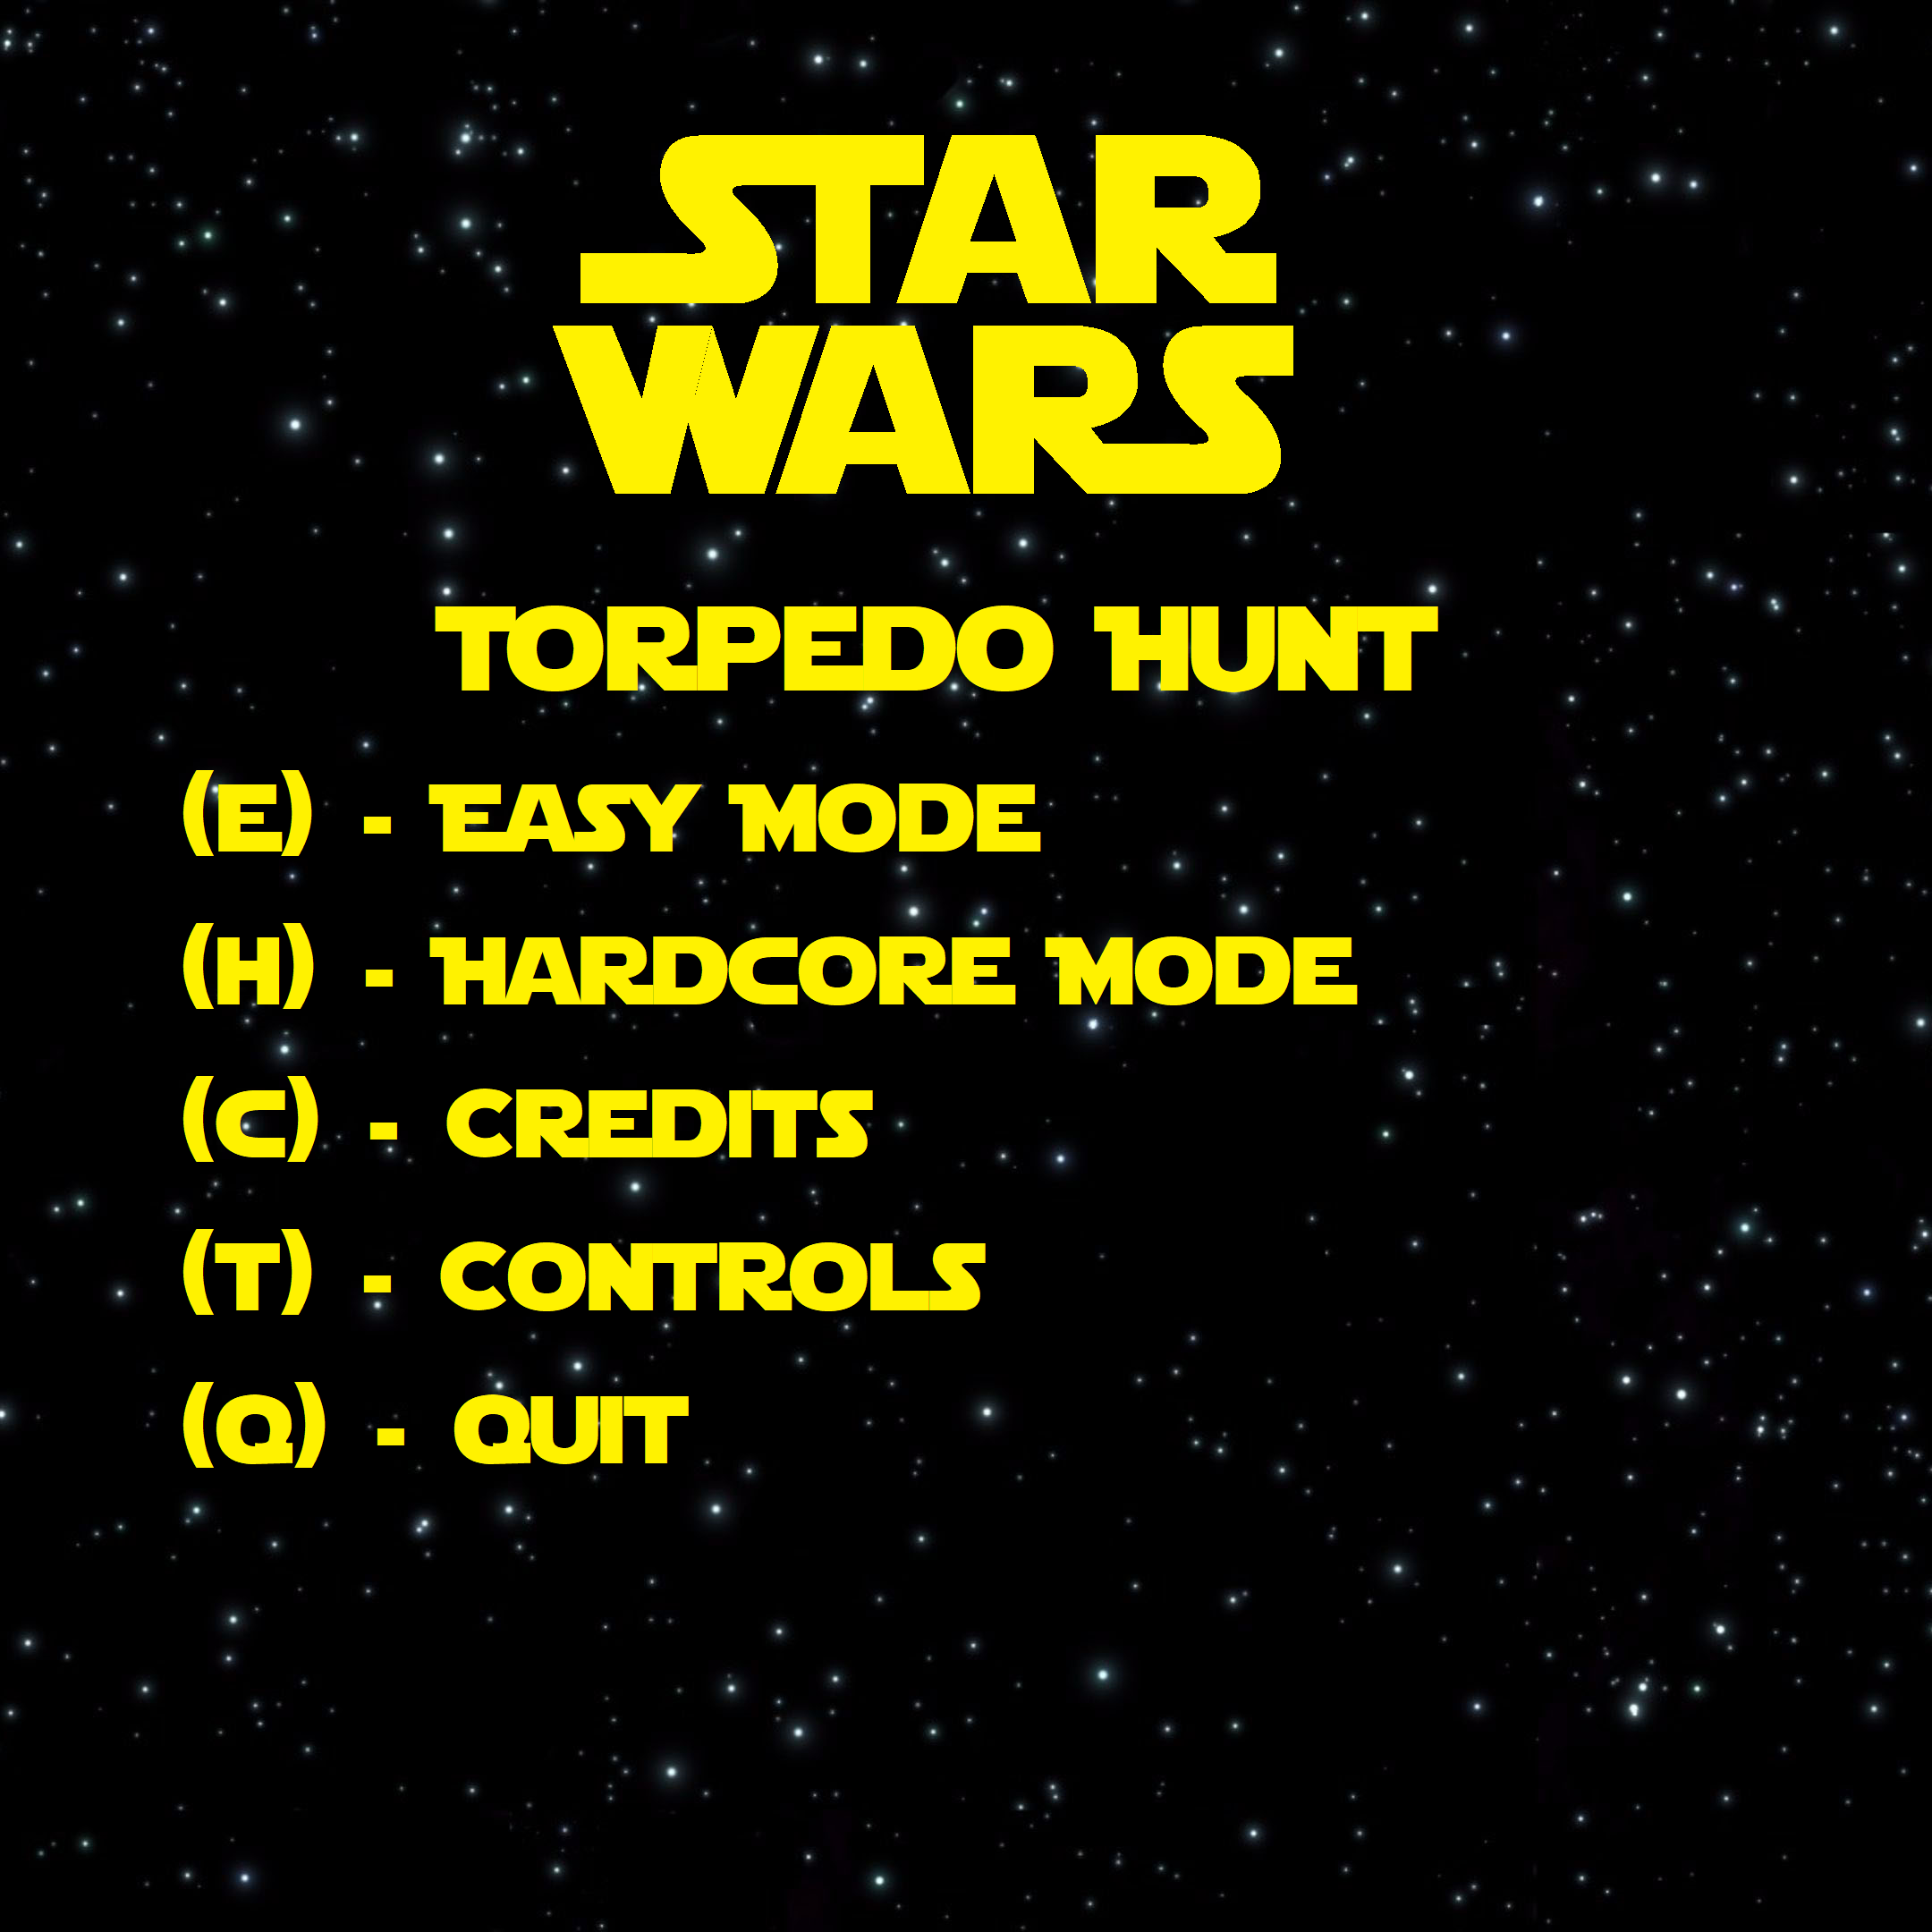 STAR
WARS
Torpedo Hunt
(E) - Easy Mode
(H) - Hardcore Mode
(C) - Credits
(T) - Controls
(Q) - Quit